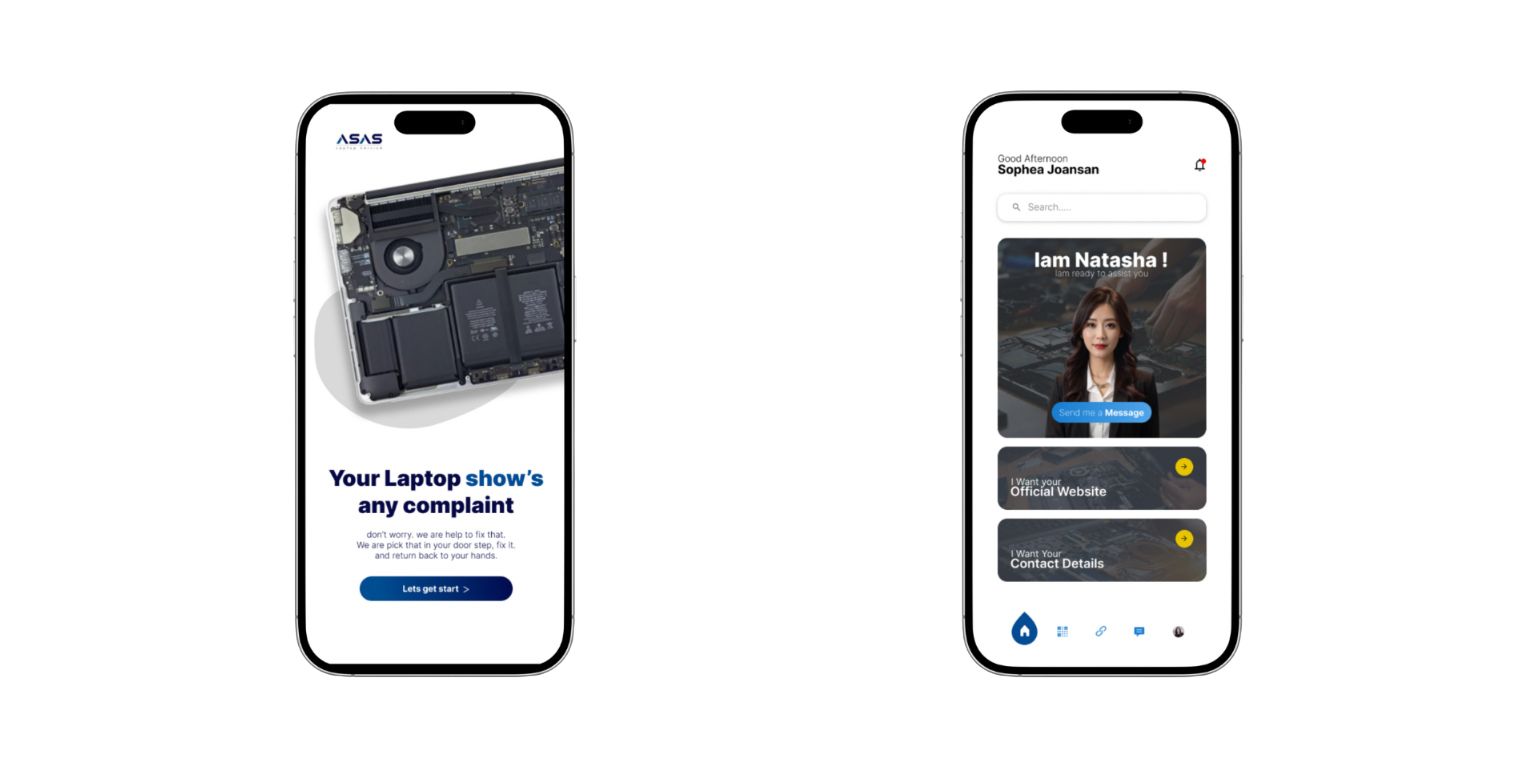 ASAS
Laptop Service
Your Laptop show's
any complaint
don't worry. we are help to fix that.
We are pick that in your door step, fix it.
and return back to your hands.
Lets get start >
Good Afternoon
Sophea Joansan
Search.....
Iam Natasha !
Iam ready to assist you
Send me a Message
I Want your
Official Website
I Want Your
Contact Details